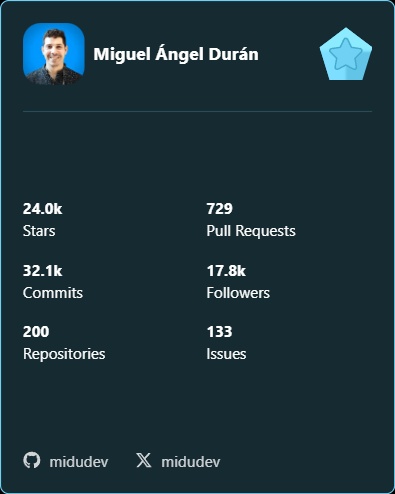 Miguel Ángel Durán
24.0k 729
Stars Pull Requests
32.1k 17.8k
Commits Followers
200 133
Repositories Issues
midudev midudev